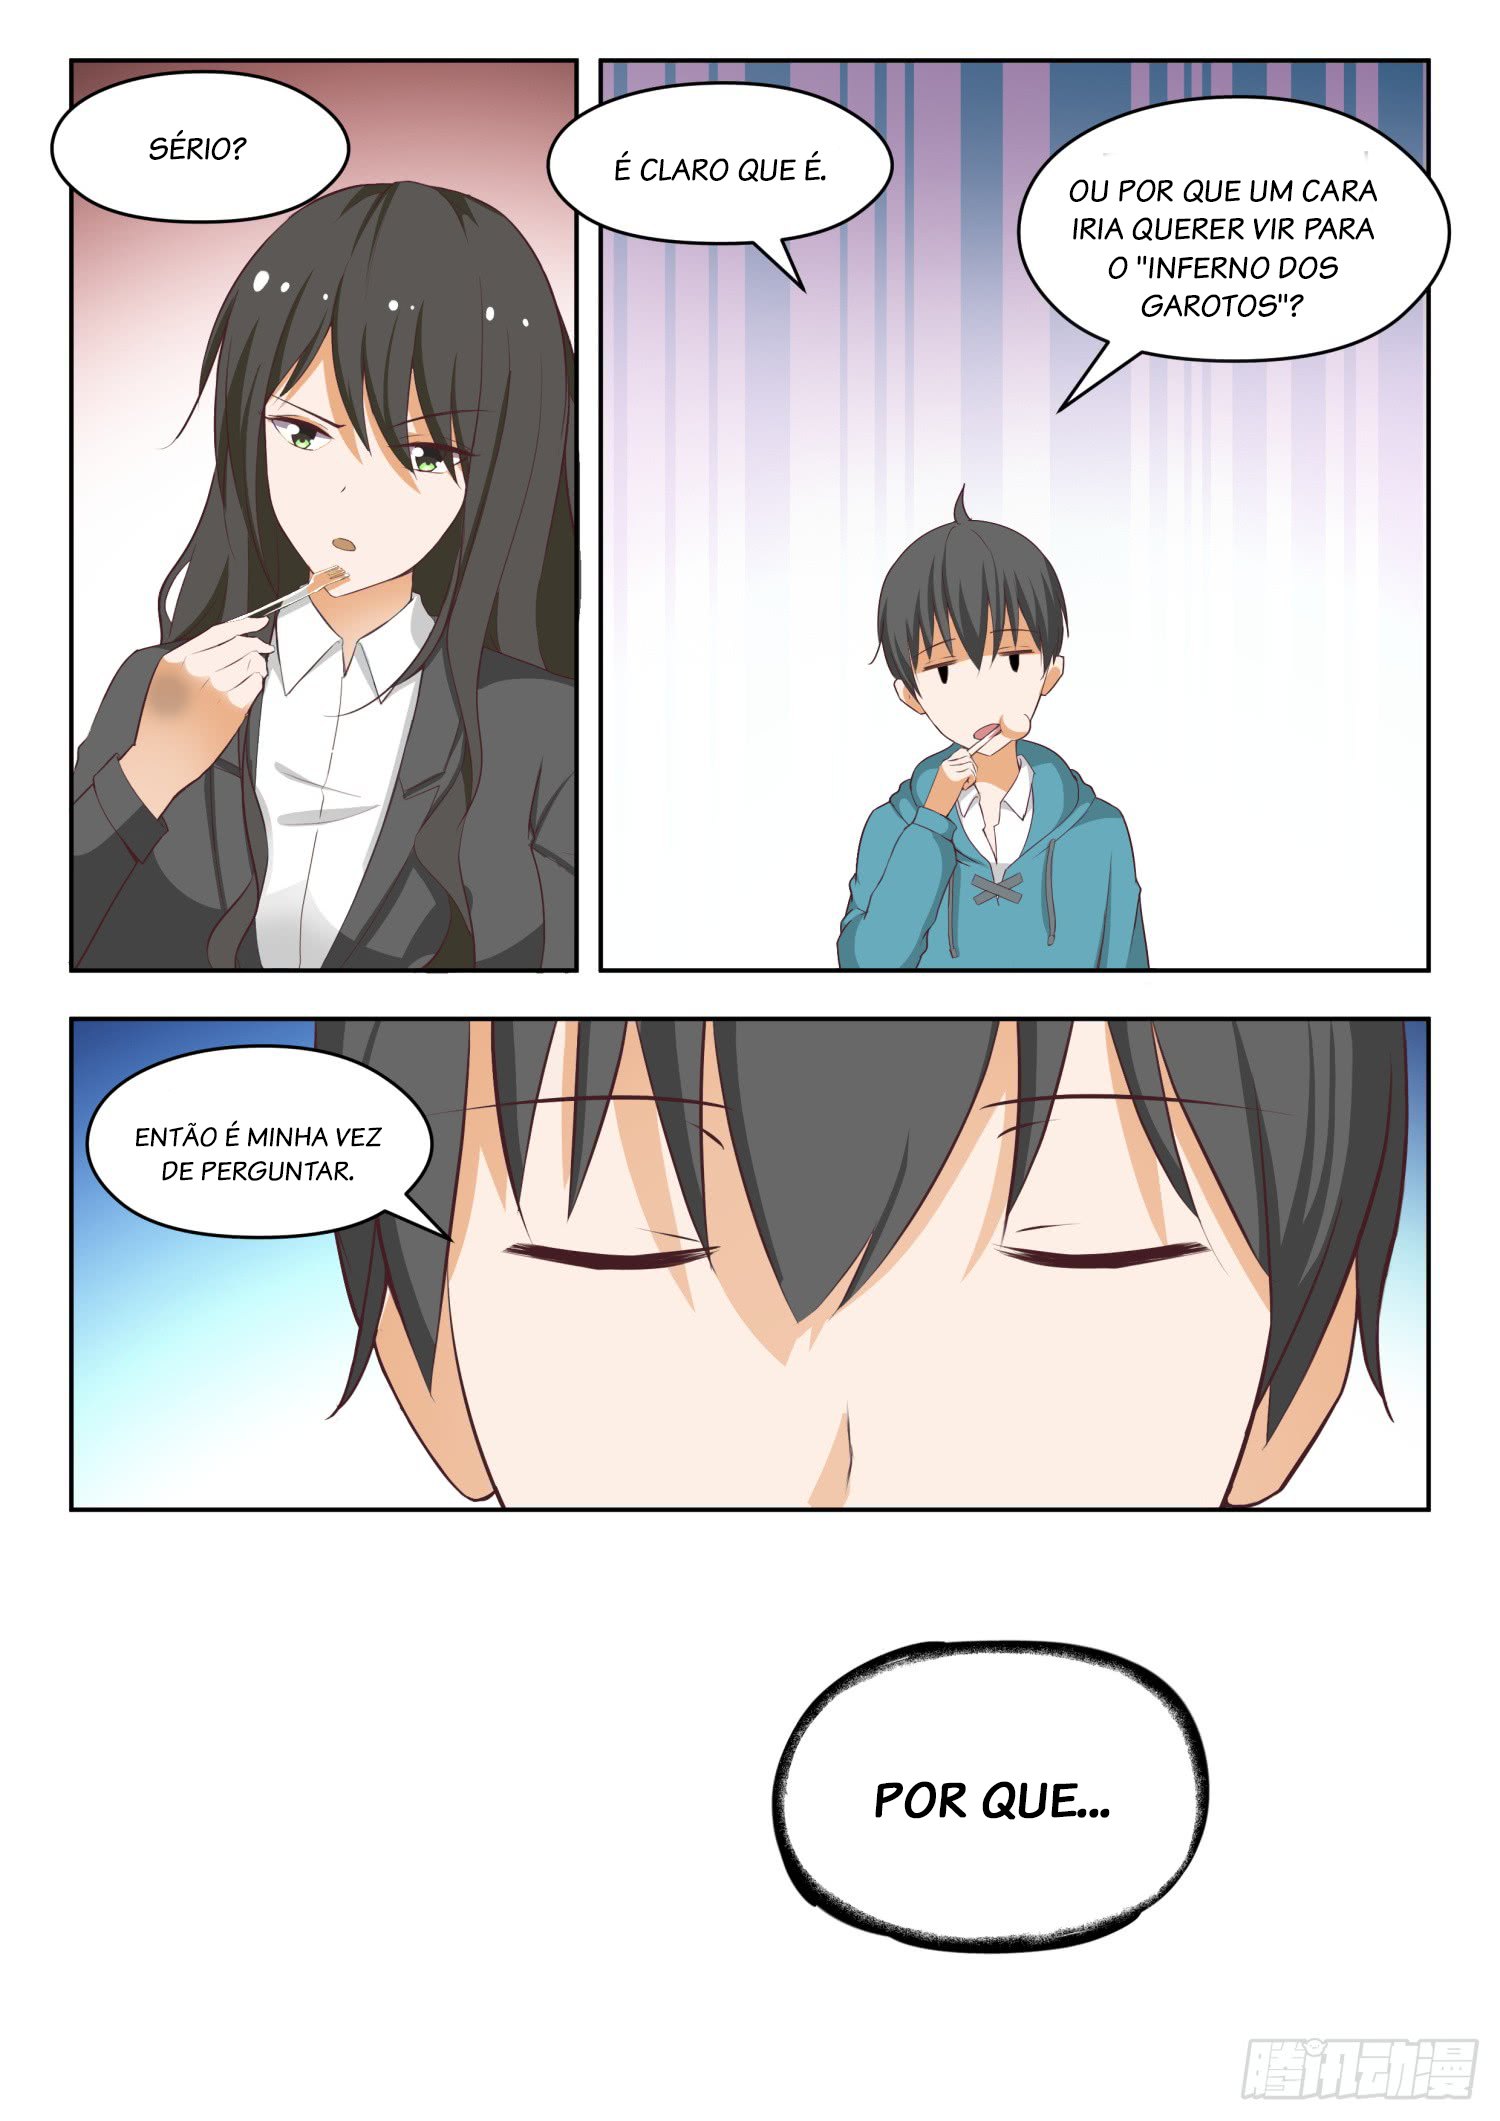 SÉRIO?
É CLARO QUE É.
OU POR QUE UM CARA
IRIA QUERER VIR PARA
O "INFERNO DOS
GAROTOS"?
ENTÃO É MINHA VEZ
DE PERGUNTAR.
POR QUE...
腾讯动漫